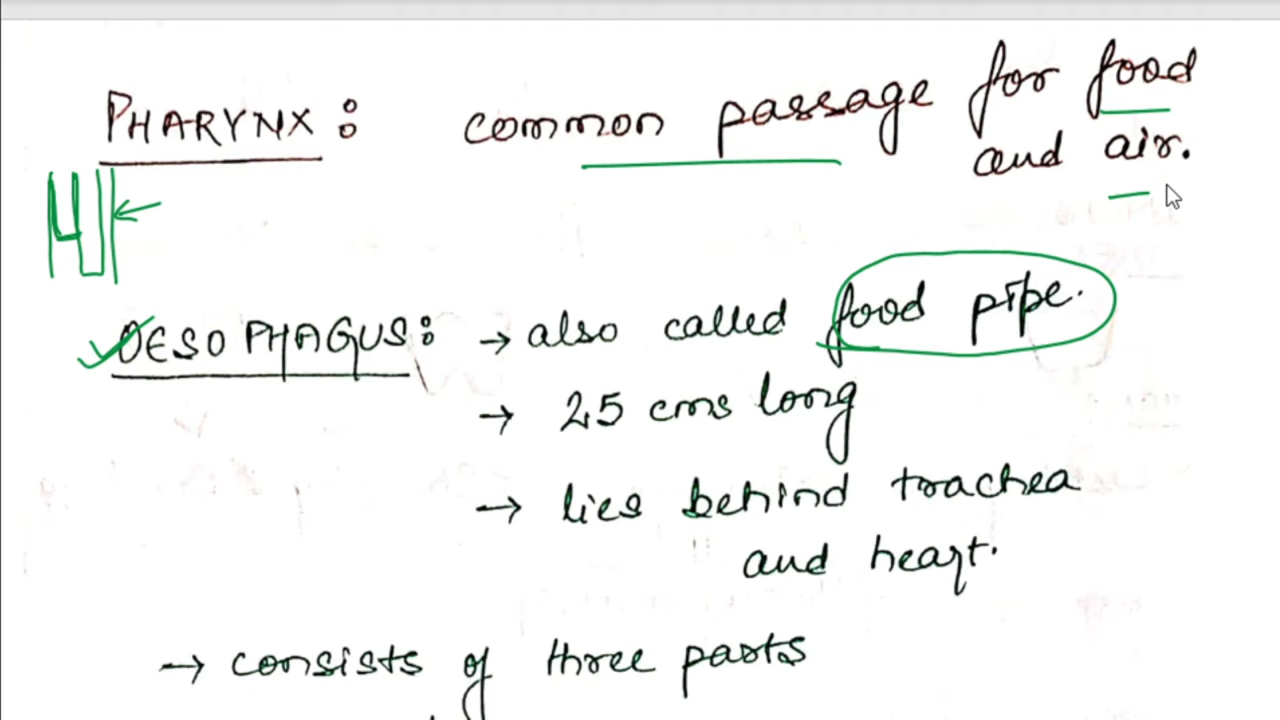 PHARYNX: common passage for food
and air.
OESOPHAGUS: → also called food pipe.
→ 25 cms long
→ lies behind trachea
and heart.
→ consists of three parts